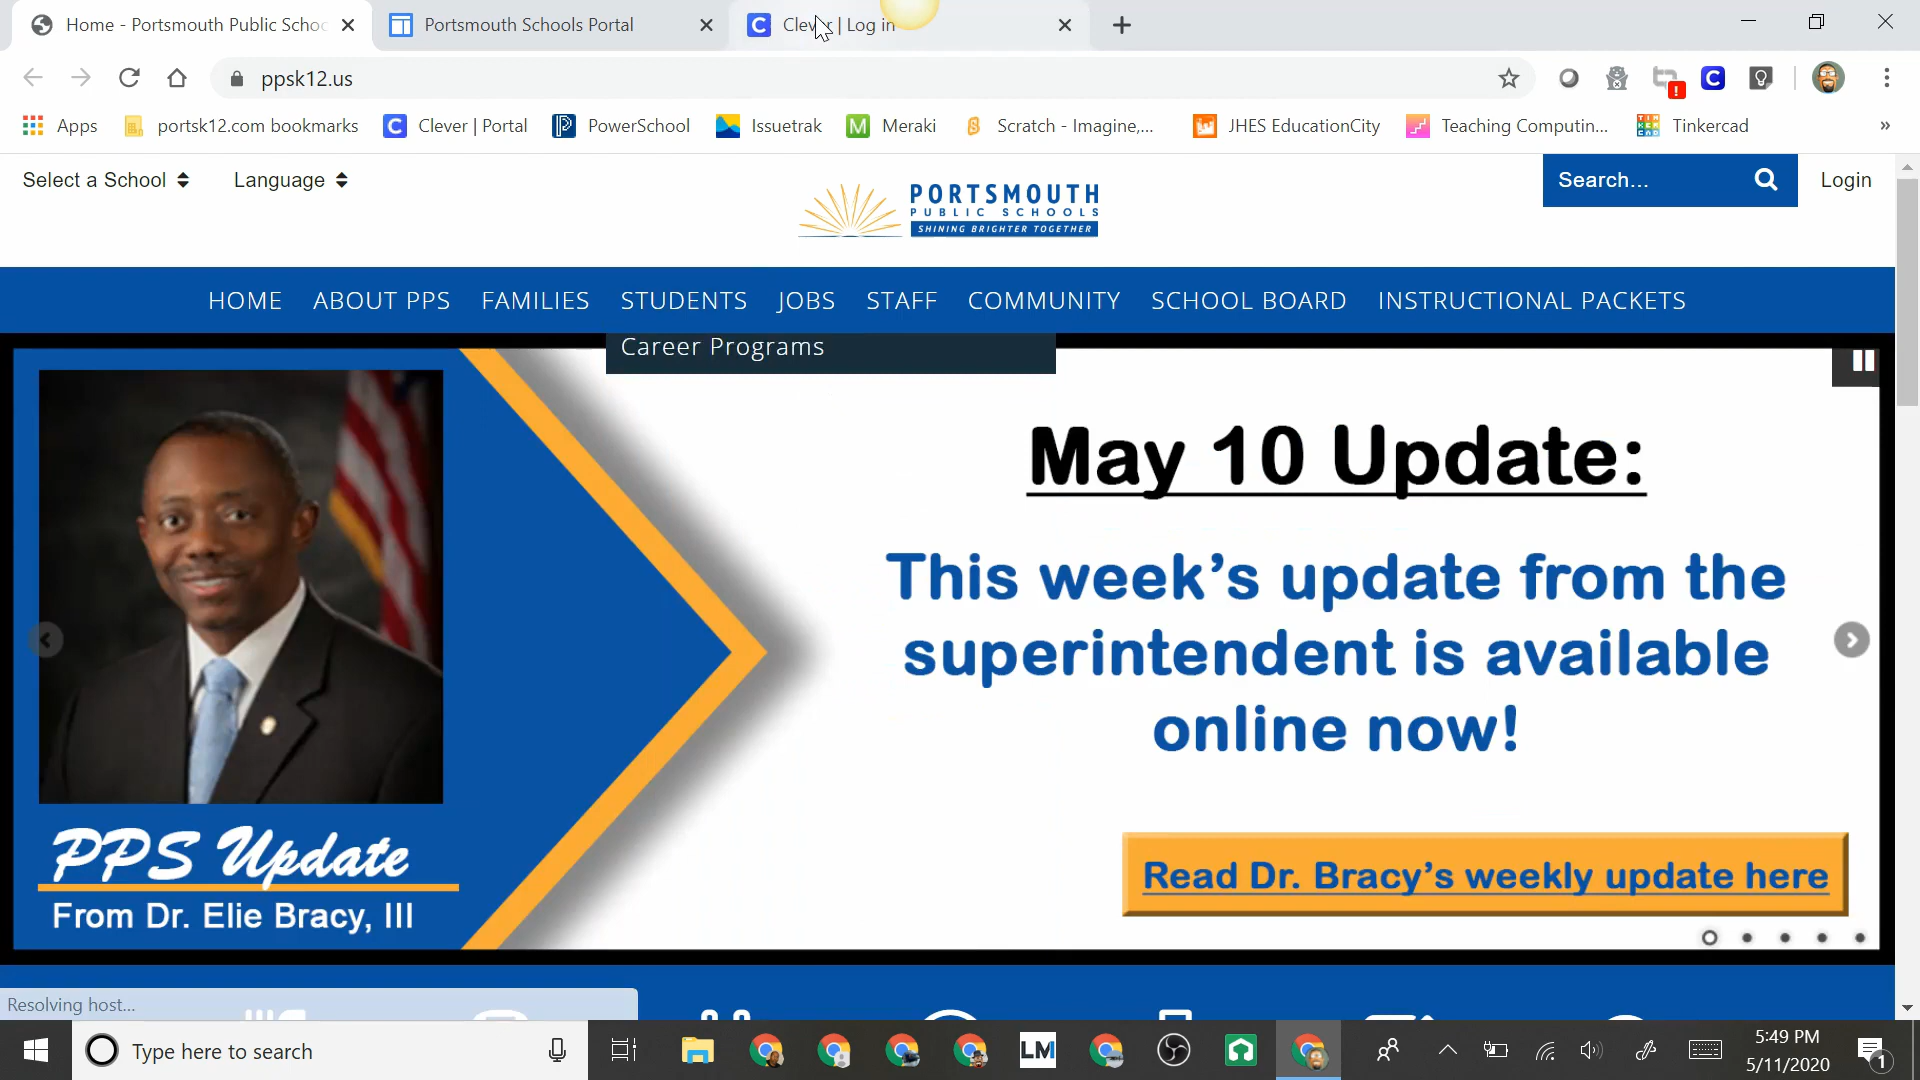 Home - Portsmouth Public Schoo
Portsmouth Schools Portal
Clever | Log in
ppsk12.us
Apps
portsk12.com bookmarks
Clever | Portal
PowerSchool
Issuetrak
Meraki
Scratch - Imagine,...
JHES EducationCity
Teaching Computin...
Tinkercad
»
Select a School
Language
PORTSMOUTH
PUBLIC SCHOOLS
SHINING BRIGHTER TOGETHER
Search...
Login
HOME
ABOUT PPS
FAMILIES
STUDENTS
JOBS
STAFF
COMMUNITY
SCHOOL BOARD
INSTRUCTIONAL PACKETS
Career Programs
May 10 Update:
This week's update from the
superintendent is available
online now!
PPS Update
From Dr. Elie Bracy, III
Read Dr. Bracy's weekly update here
Resolving host...
Type here to search
LM
5:49 PM
5/11/2020
1